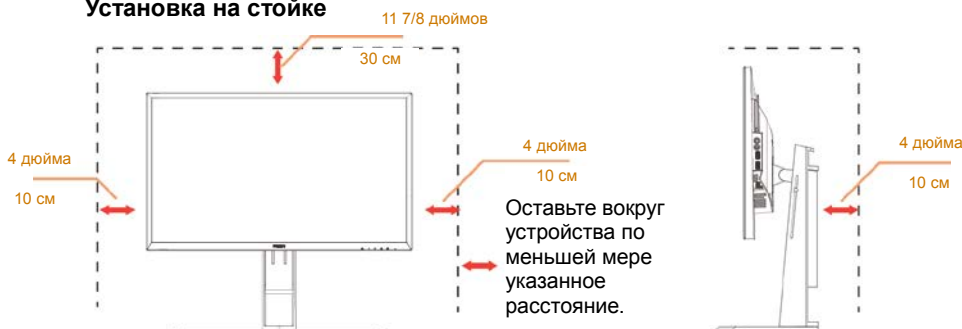 Установка на стойке
11 7/8 дюймов
30 см
4 дюйма
10 см
4 дюйма
10 см
Оставьте вокруг
устройства по
меньшей мере
указанное
расстояние.
4 дюйма
10 см